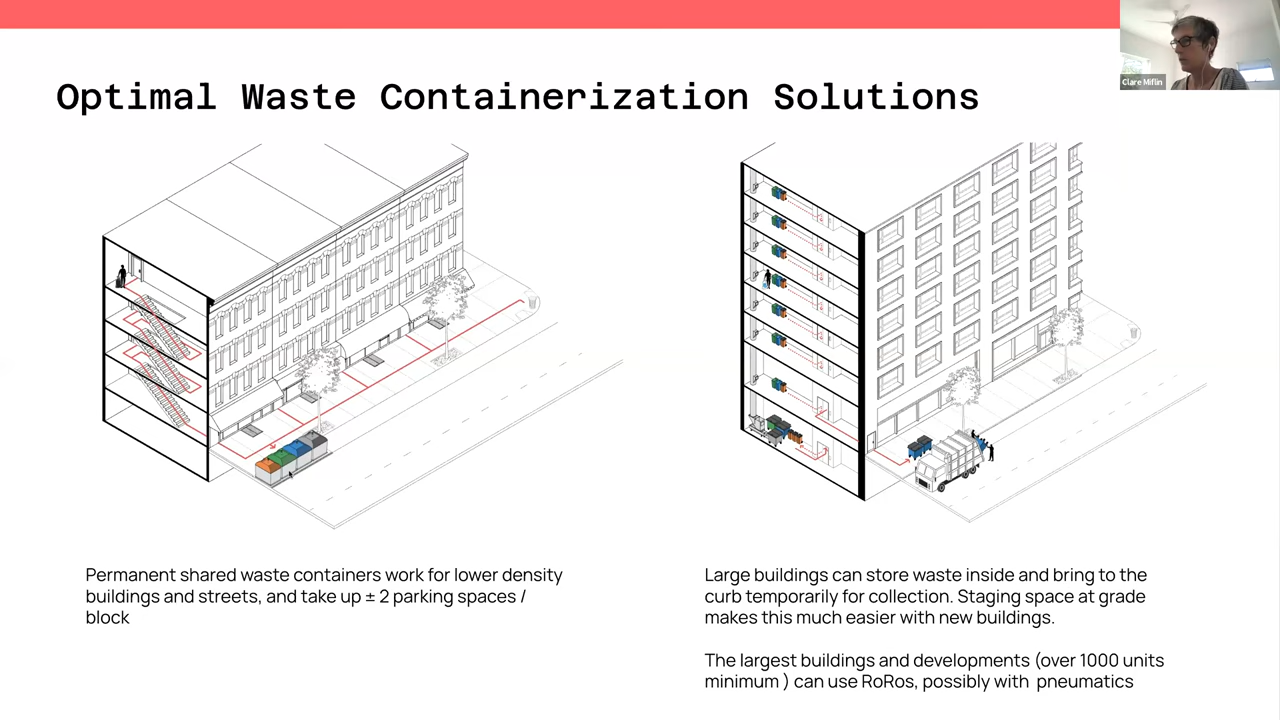 Clare Miflin
Optimal Waste Containerization Solutions
Permanent shared waste containers work for lower density
buildings and streets, and take up ± 2 parking spaces /
block
Large buildings can store waste inside and bring to the
curb temporarily for collection. Staging space at grade
makes this much easier with new buildings.
The largest buildings and developments (over 1000 units
minimum ) can use RoRos, possibly with pneumatics